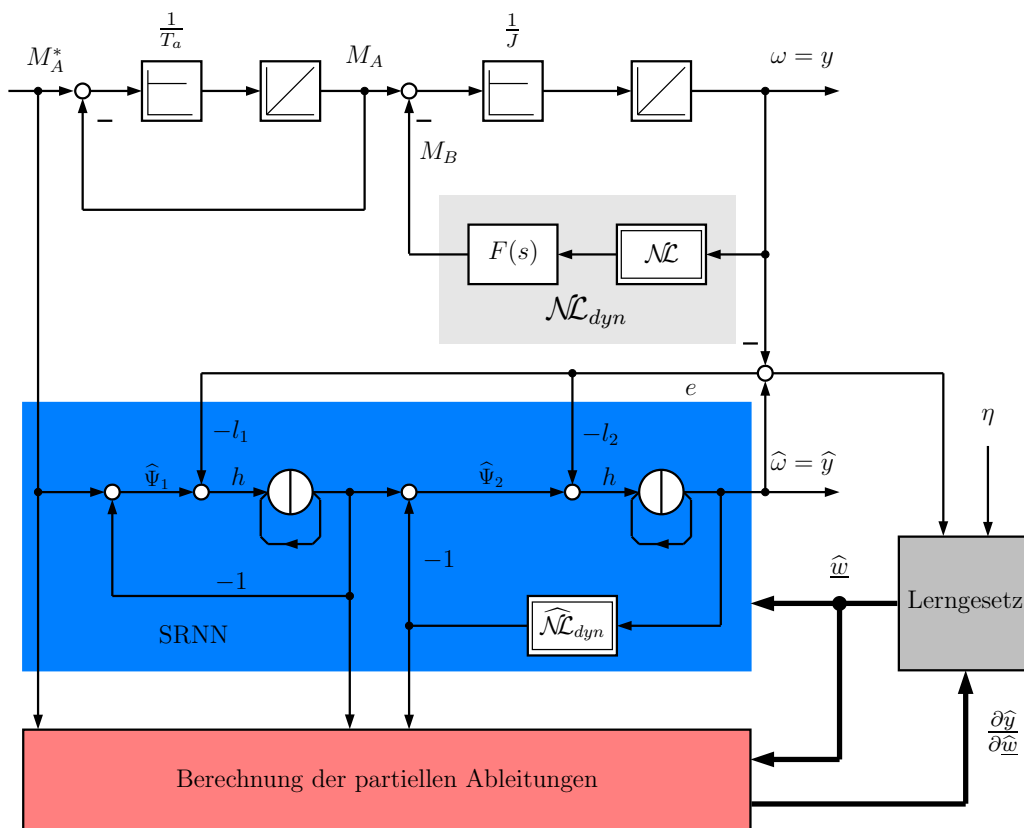 1/T_a
1/J
M_A^*
M_A
ω = y
−
−
M_B
F(s)
𝒩ℒ
𝒩ℒ_dyn
−
e
η
−l_1
−l_2
Ψ̂_1
h
Ψ̂_2
h
ω̂ = ŷ
−1
−1
ŵ
Lerngesetz
𝒩ℒ̂_dyn
SRNN
∂ŷ/∂ŵ
Berechnung der partiellen Ableitungen